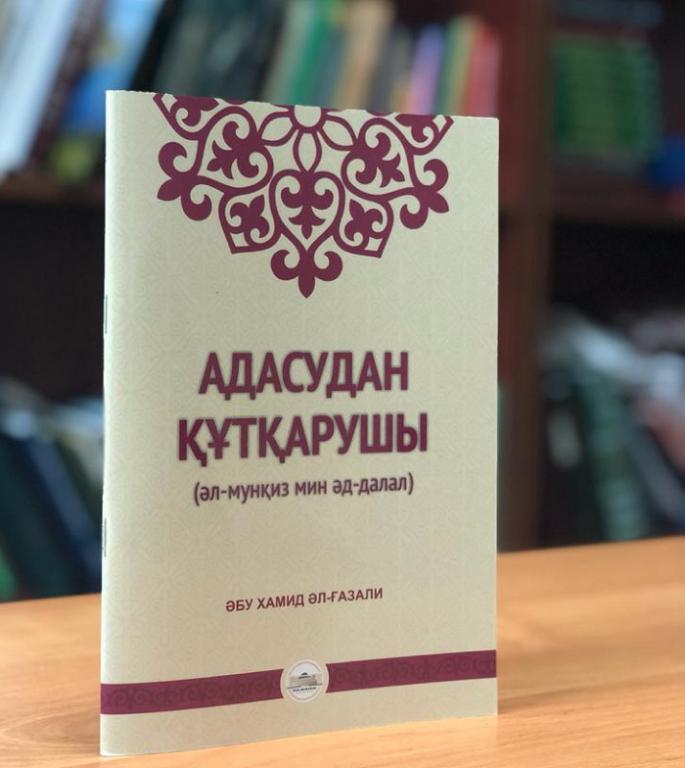 АДАСУДАН
ҚҰТҚАРУШЫ
(әл-мунқиз мин әд-далал)
ӘБУ ХАМИД ӘЛ-ҒАЗАЛИ